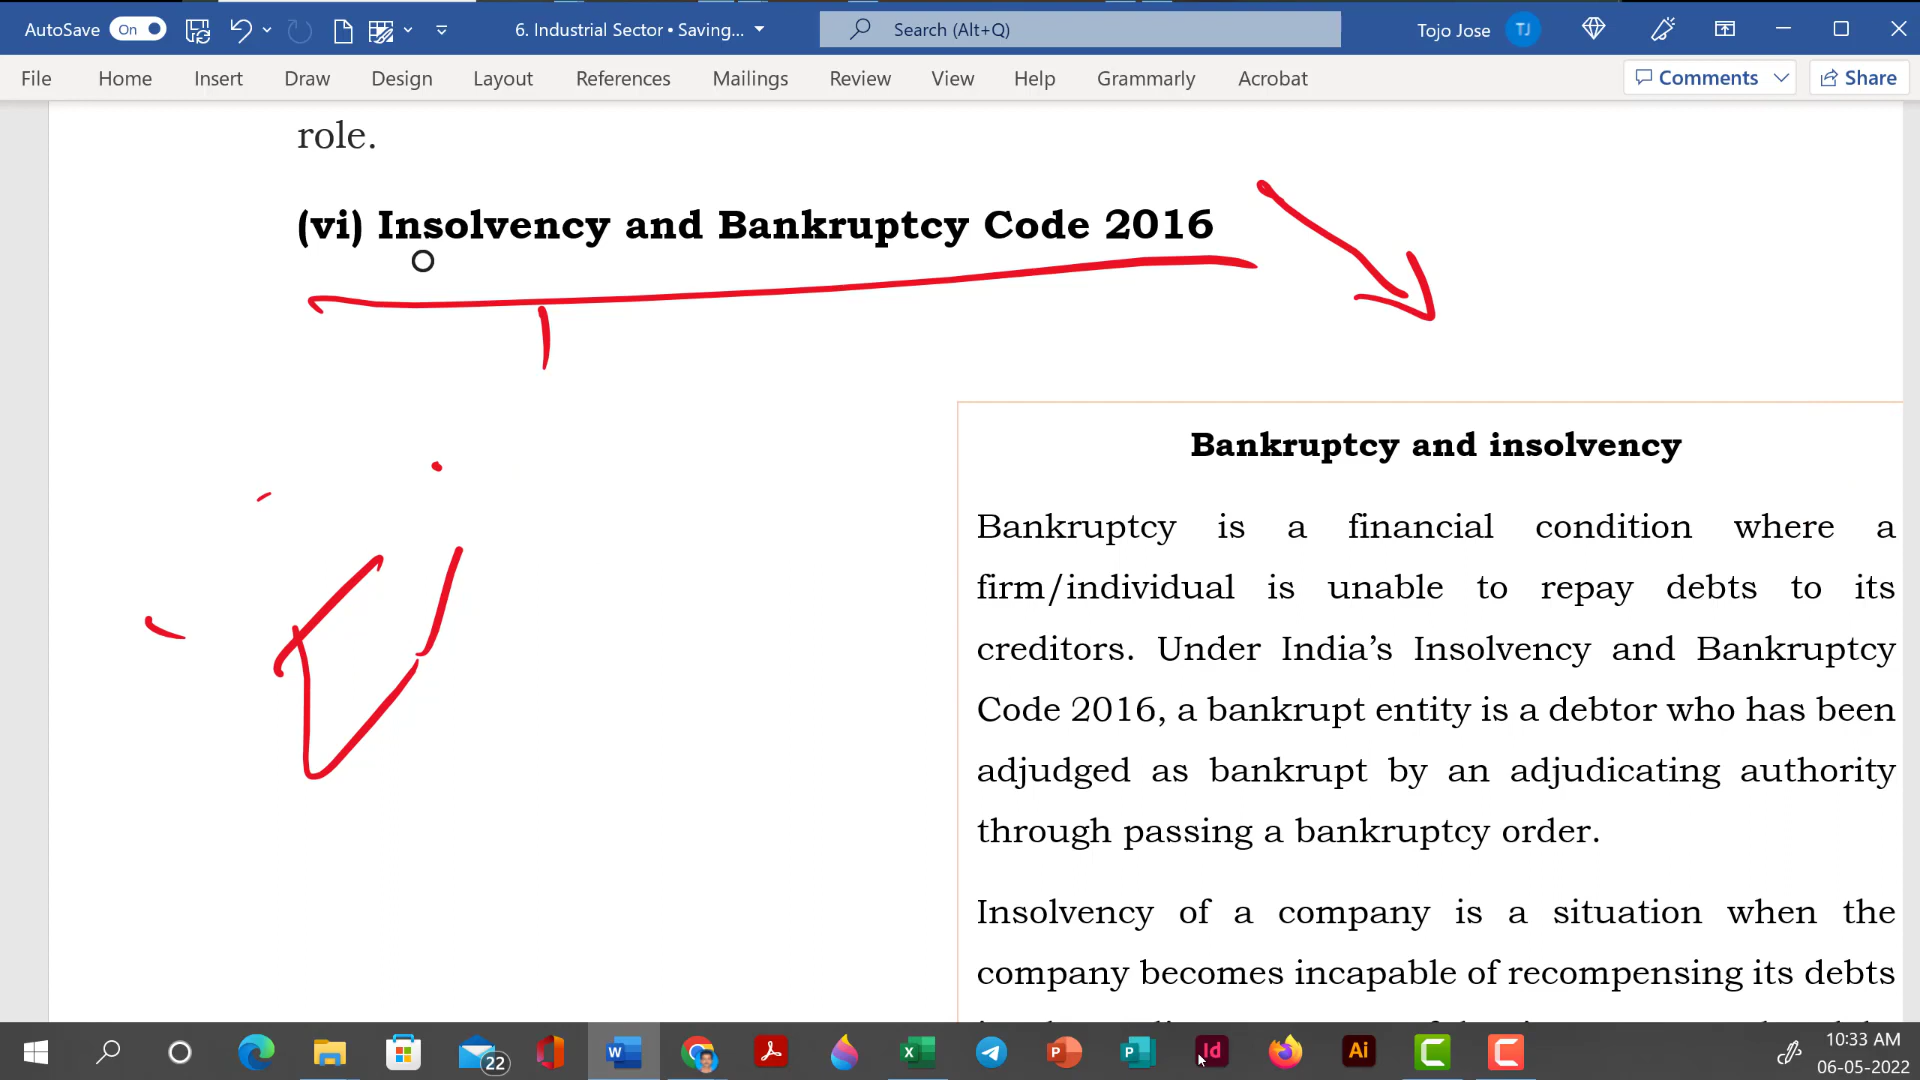 AutoSave On 6. Industrial Sector • Saving... Search (Alt+Q) Tojo Jose TJ
File Home Insert Draw Design Layout References Mailings Review View Help Grammarly Acrobat Comments Share
role.
(vi) Insolvency and Bankruptcy Code 2016
Bankruptcy and insolvency
Bankruptcy is a financial condition where a
firm/individual is unable to repay debts to its
creditors. Under India’s Insolvency and Bankruptcy
Code 2016, a bankrupt entity is a debtor who has been
adjudged as bankrupt by an adjudicating authority
through passing a bankruptcy order.
Insolvency of a company is a situation when the
company becomes incapable of recompensing its debts
22 W X P P Id Ai C C 10:33 AM
06-05-2022